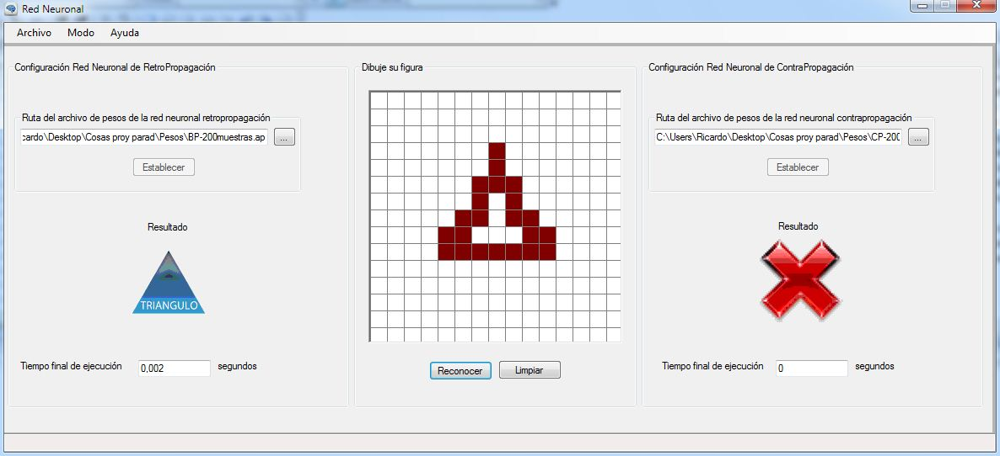 Red Neuronal
Archivo Modo Ayuda
Configuración Red Neuronal de RetroPropagación
Ruta del archivo de pesos de la red neuronal retropropagación
cardo\Desktop\Cosas proy parad\Pesos\BP-200muestras.ap ...
Establecer
Resultado
TRIANGULO
Tiempo final de ejecución 0,002 segundos
Dibuje su figura
Reconocer Limpiar
Configuración Red Neuronal de ContraPropagación
Ruta del archivo de pesos de la red neuronal contrapropagación
C:\Users\Ricardo\Desktop\Cosas proy parad\Pesos\CP-200 ...
Establecer
Resultado
Tiempo final de ejecución 0 segundos